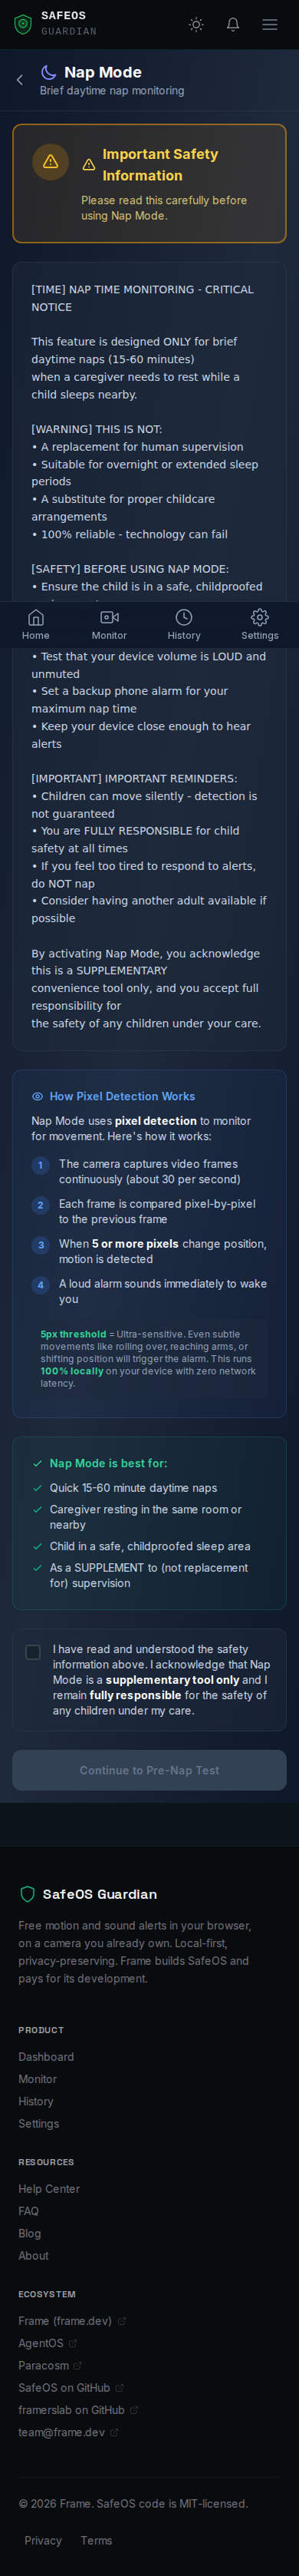 SAFEOS
GUARDIAN
Nap Mode
Brief daytime nap monitoring
Important Safety
Information
Please read this carefully before
using Nap Mode.
[TIME] NAP TIME MONITORING - CRITICAL
NOTICE
This feature is designed ONLY for brief
daytime naps (15-60 minutes)
when a caregiver needs to rest while a
child sleeps nearby.
[WARNING] THIS IS NOT:
• A replacement for human supervision
• Suitable for overnight or extended sleep
periods
• A substitute for proper childcare
arrangements
• 100% reliable - technology can fail
[SAFETY] BEFORE USING NAP MODE:
• Ensure the child is in a safe, childproofed
Home
Monitor
History
Settings
• Test that your device volume is LOUD and
unmuted
• Set a backup phone alarm for your
maximum nap time
• Keep your device close enough to hear
alerts
[IMPORTANT] IMPORTANT REMINDERS:
• Children can move silently - detection is
not guaranteed
• You are FULLY RESPONSIBLE for child
safety at all times
• If you feel too tired to respond to alerts,
do NOT nap
• Consider having another adult available if
possible
By activating Nap Mode, you acknowledge
this is a SUPPLEMENTARY
convenience tool only, and you accept full
responsibility for
the safety of any children under your care.
How Pixel Detection Works
Nap Mode uses pixel detection to monitor
for movement. Here's how it works:
1 The camera captures video frames
continuously (about 30 per second)
2 Each frame is compared pixel-by-pixel
to the previous frame
3 When 5 or more pixels change position,
motion is detected
4 A loud alarm sounds immediately to wake
you
5px threshold = Ultra-sensitive. Even subtle
movements like rolling over, reaching arms, or
shifting position will trigger the alarm. This runs
100% locally on your device with zero network
latency.
Nap Mode is best for:
Quick 15-60 minute daytime naps
Caregiver resting in the same room or
nearby
Child in a safe, childproofed sleep area
As a SUPPLEMENT to (not replacement
for) supervision
I have read and understood the safety
information above. I acknowledge that Nap
Mode is a supplementary tool only and I
remain fully responsible for the safety of
any children under my care.
Continue to Pre-Nap Test
SafeOS Guardian
Free motion and sound alerts in your browser,
on a camera you already own. Local-first,
privacy-preserving. Frame builds SafeOS and
pays for its development.
PRODUCT
Dashboard
Monitor
History
Settings
RESOURCES
Help Center
FAQ
Blog
About
ECOSYSTEM
Frame (frame.dev)
AgentOS
Paracosm
SafeOS on GitHub
framerslab on GitHub
team@frame.dev
© 2026 Frame. SafeOS code is MIT-licensed.
Privacy
Terms